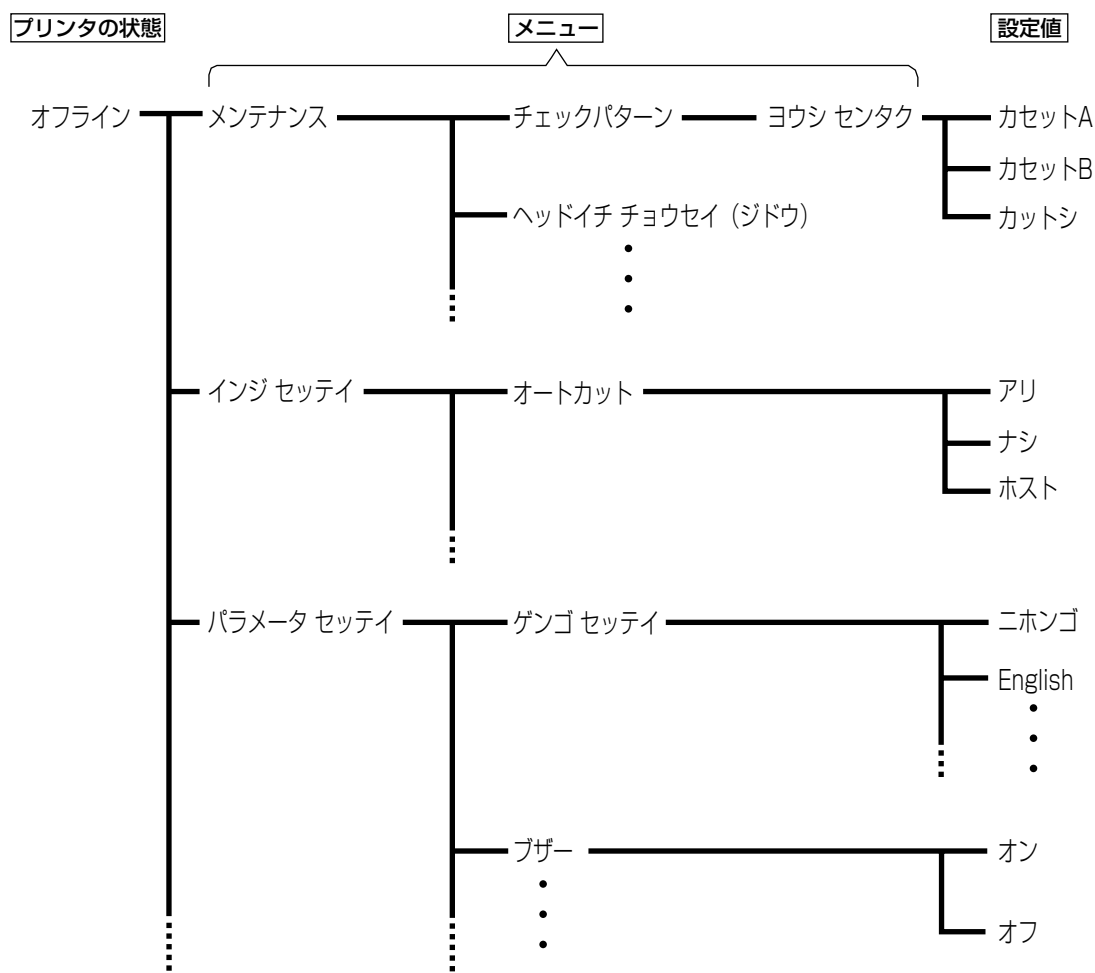 プリンタの状態 メニュー 設定値
オフライン メンテナンス チェックパターン ヨウシ センタク カセットA
カセットB
ヘッドイチ チョウセイ（ジドウ） カットシ
インジ セッテイ オートカット アリ
ナシ
ホスト
パラメータ セッテイ ゲンゴ セッテイ ニホンゴ
English
ブザー オン
オフ